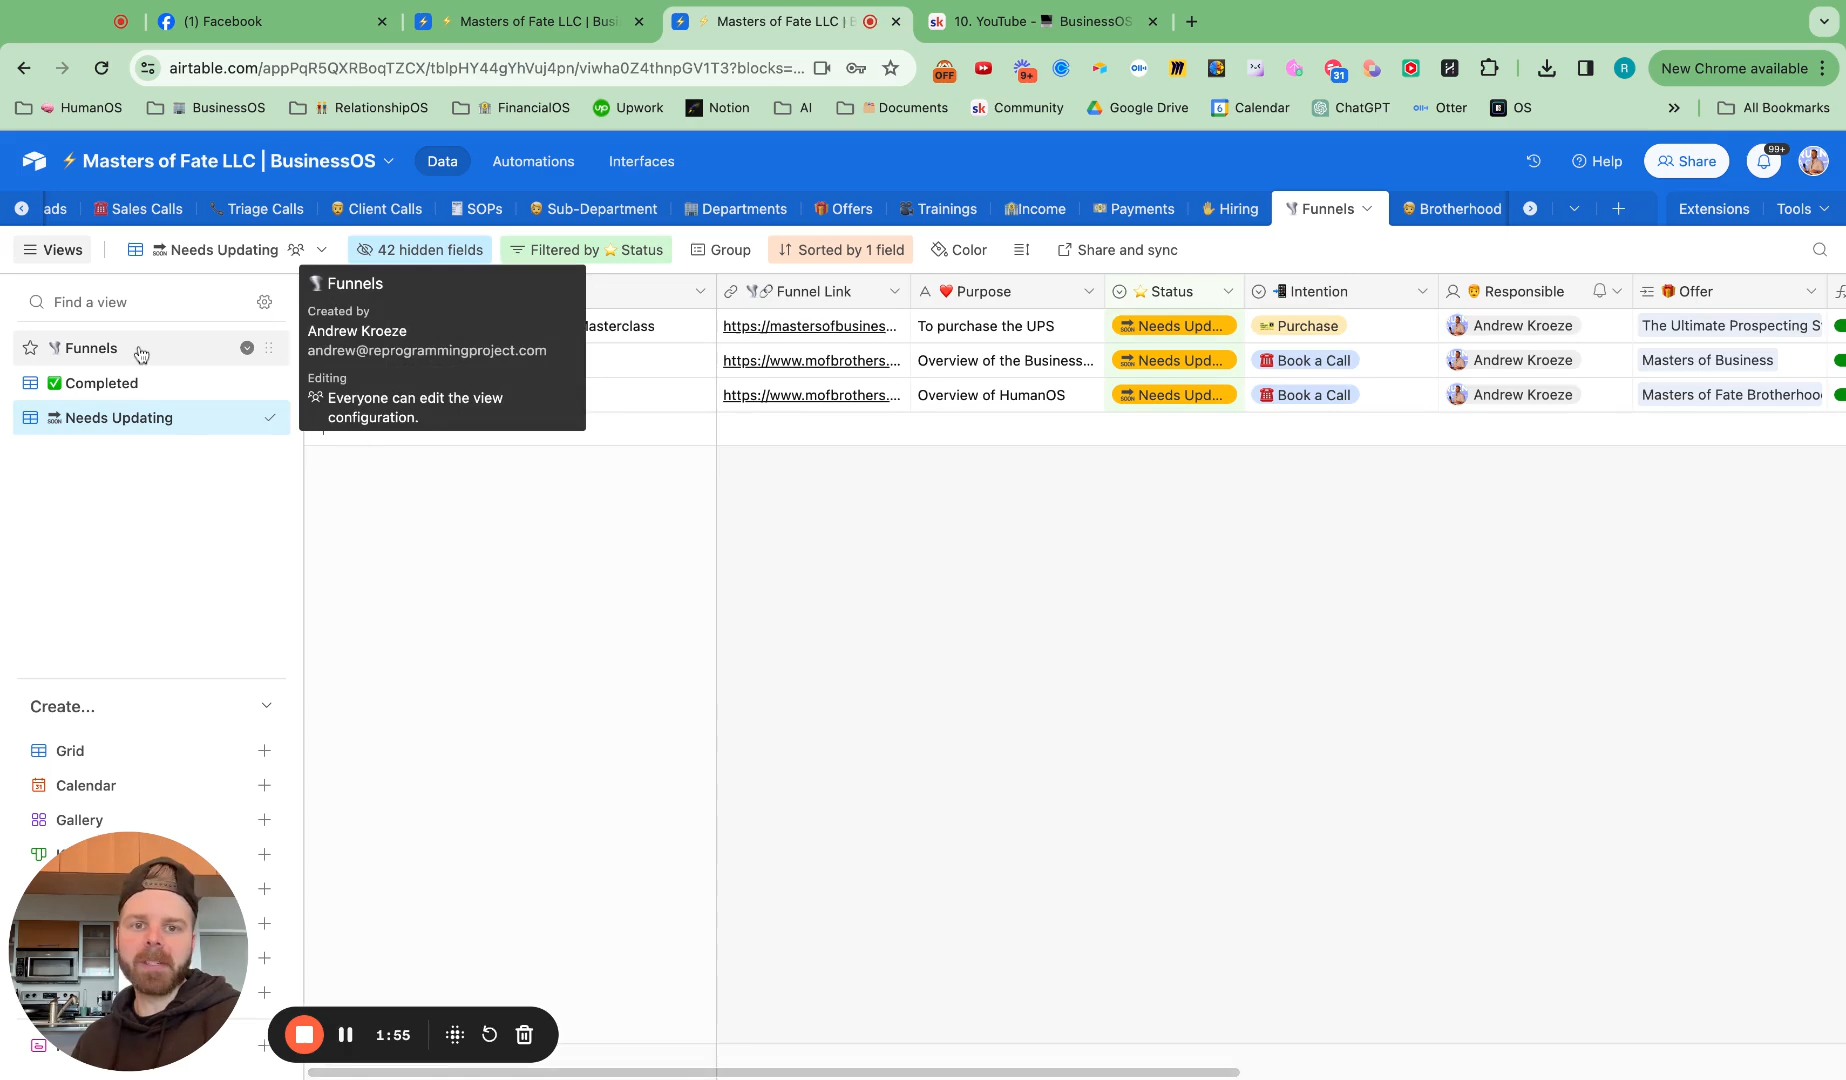 (1) Facebook
Masters of Fate LLC | Busi
Masters of Fate LLC | B
10. YouTube - BusinessOS
airtable.com/appPqR5QXRBoqTZCX/tblpHY44gYhVuj4pn/viwha0Z4thnpGV1T3?blocks=...
OFF
9+
31
R
New Chrome available
HumanOS
BusinessOS
RelationshipOS
FinancialOS
Upwork
Notion
AI
Documents
Community
Google Drive
Calendar
ChatGPT
Otter
OS
All Bookmarks
Masters of Fate LLC | BusinessOS
Data
Automations
Interfaces
Help
Share
99+
ads
Sales Calls
Triage Calls
Client Calls
SOPs
Sub-Department
Departments
Offers
Trainings
Income
Payments
Hiring
Funnels
Brotherhood
Extensions
Tools
Views
Needs Updating
42 hidden fields
Filtered by ⭐ Status
Group
Sorted by 1 field
Color
Share and sync
Find a view
Funnels
Completed
Needs Updating
Funnels
Created by
Andrew Kroeze
andrew@reprogrammingproject.com
Editing
Everyone can edit the view
configuration.
Funnel Link
Purpose
Status
Intention
Responsible
Offer
Masterclass
https://mastersofbusines...
To purchase the UPS
Needs Upd...
Purchase
Andrew Kroeze
The Ultimate Prospecting S
https://www.mofbrothers....
Overview of the Business...
Needs Upd...
Book a Call
Andrew Kroeze
Masters of Business
https://www.mofbrothers....
Overview of HumanOS
Needs Upd...
Book a Call
Andrew Kroeze
Masters of Fate Brotherhoo
Create...
Grid
Calendar
Gallery
1:55